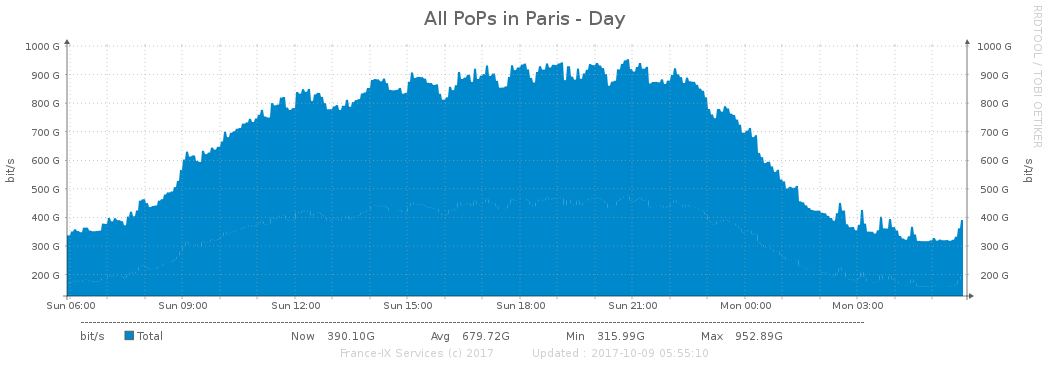 All PoPs in Paris - Day
RRDTOOL / TOBI OETIKER
bit/s
bit/s
1000 G 1000 G
900 G 900 G
800 G 800 G
700 G 700 G
600 G 600 G
500 G 500 G
400 G 400 G
300 G 300 G
200 G 200 G
Sun 06:00 Sun 09:00 Sun 12:00 Sun 15:00 Sun 18:00 Sun 21:00 Mon 00:00 Mon 03:00
bit/s Total Now 390.10G Avg 679.72G Min 315.99G Max 952.89G
France-IX Services (c) 2017 Updated : 2017-10-09 05:55:10